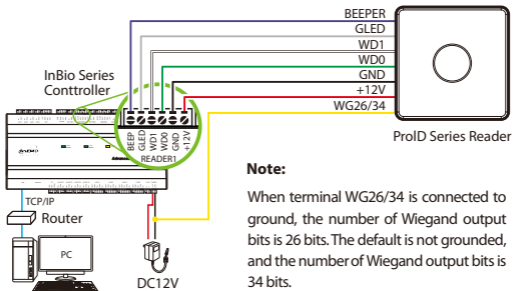 BEEPER
GLED
WD1
WD0
GND
+12V
WG26/34
InBio Series
Conttroller
BEEP
GLED
WD1
WD0
GND
+12V
READER1
ProID Series Reader
TCP/IP
Router
PC
DC12V
Note:
When terminal WG26/34 is connected to
ground, the number of Wiegand output
bits is 26 bits. The default is not grounded,
and the number of Wiegand output bits is
34 bits.